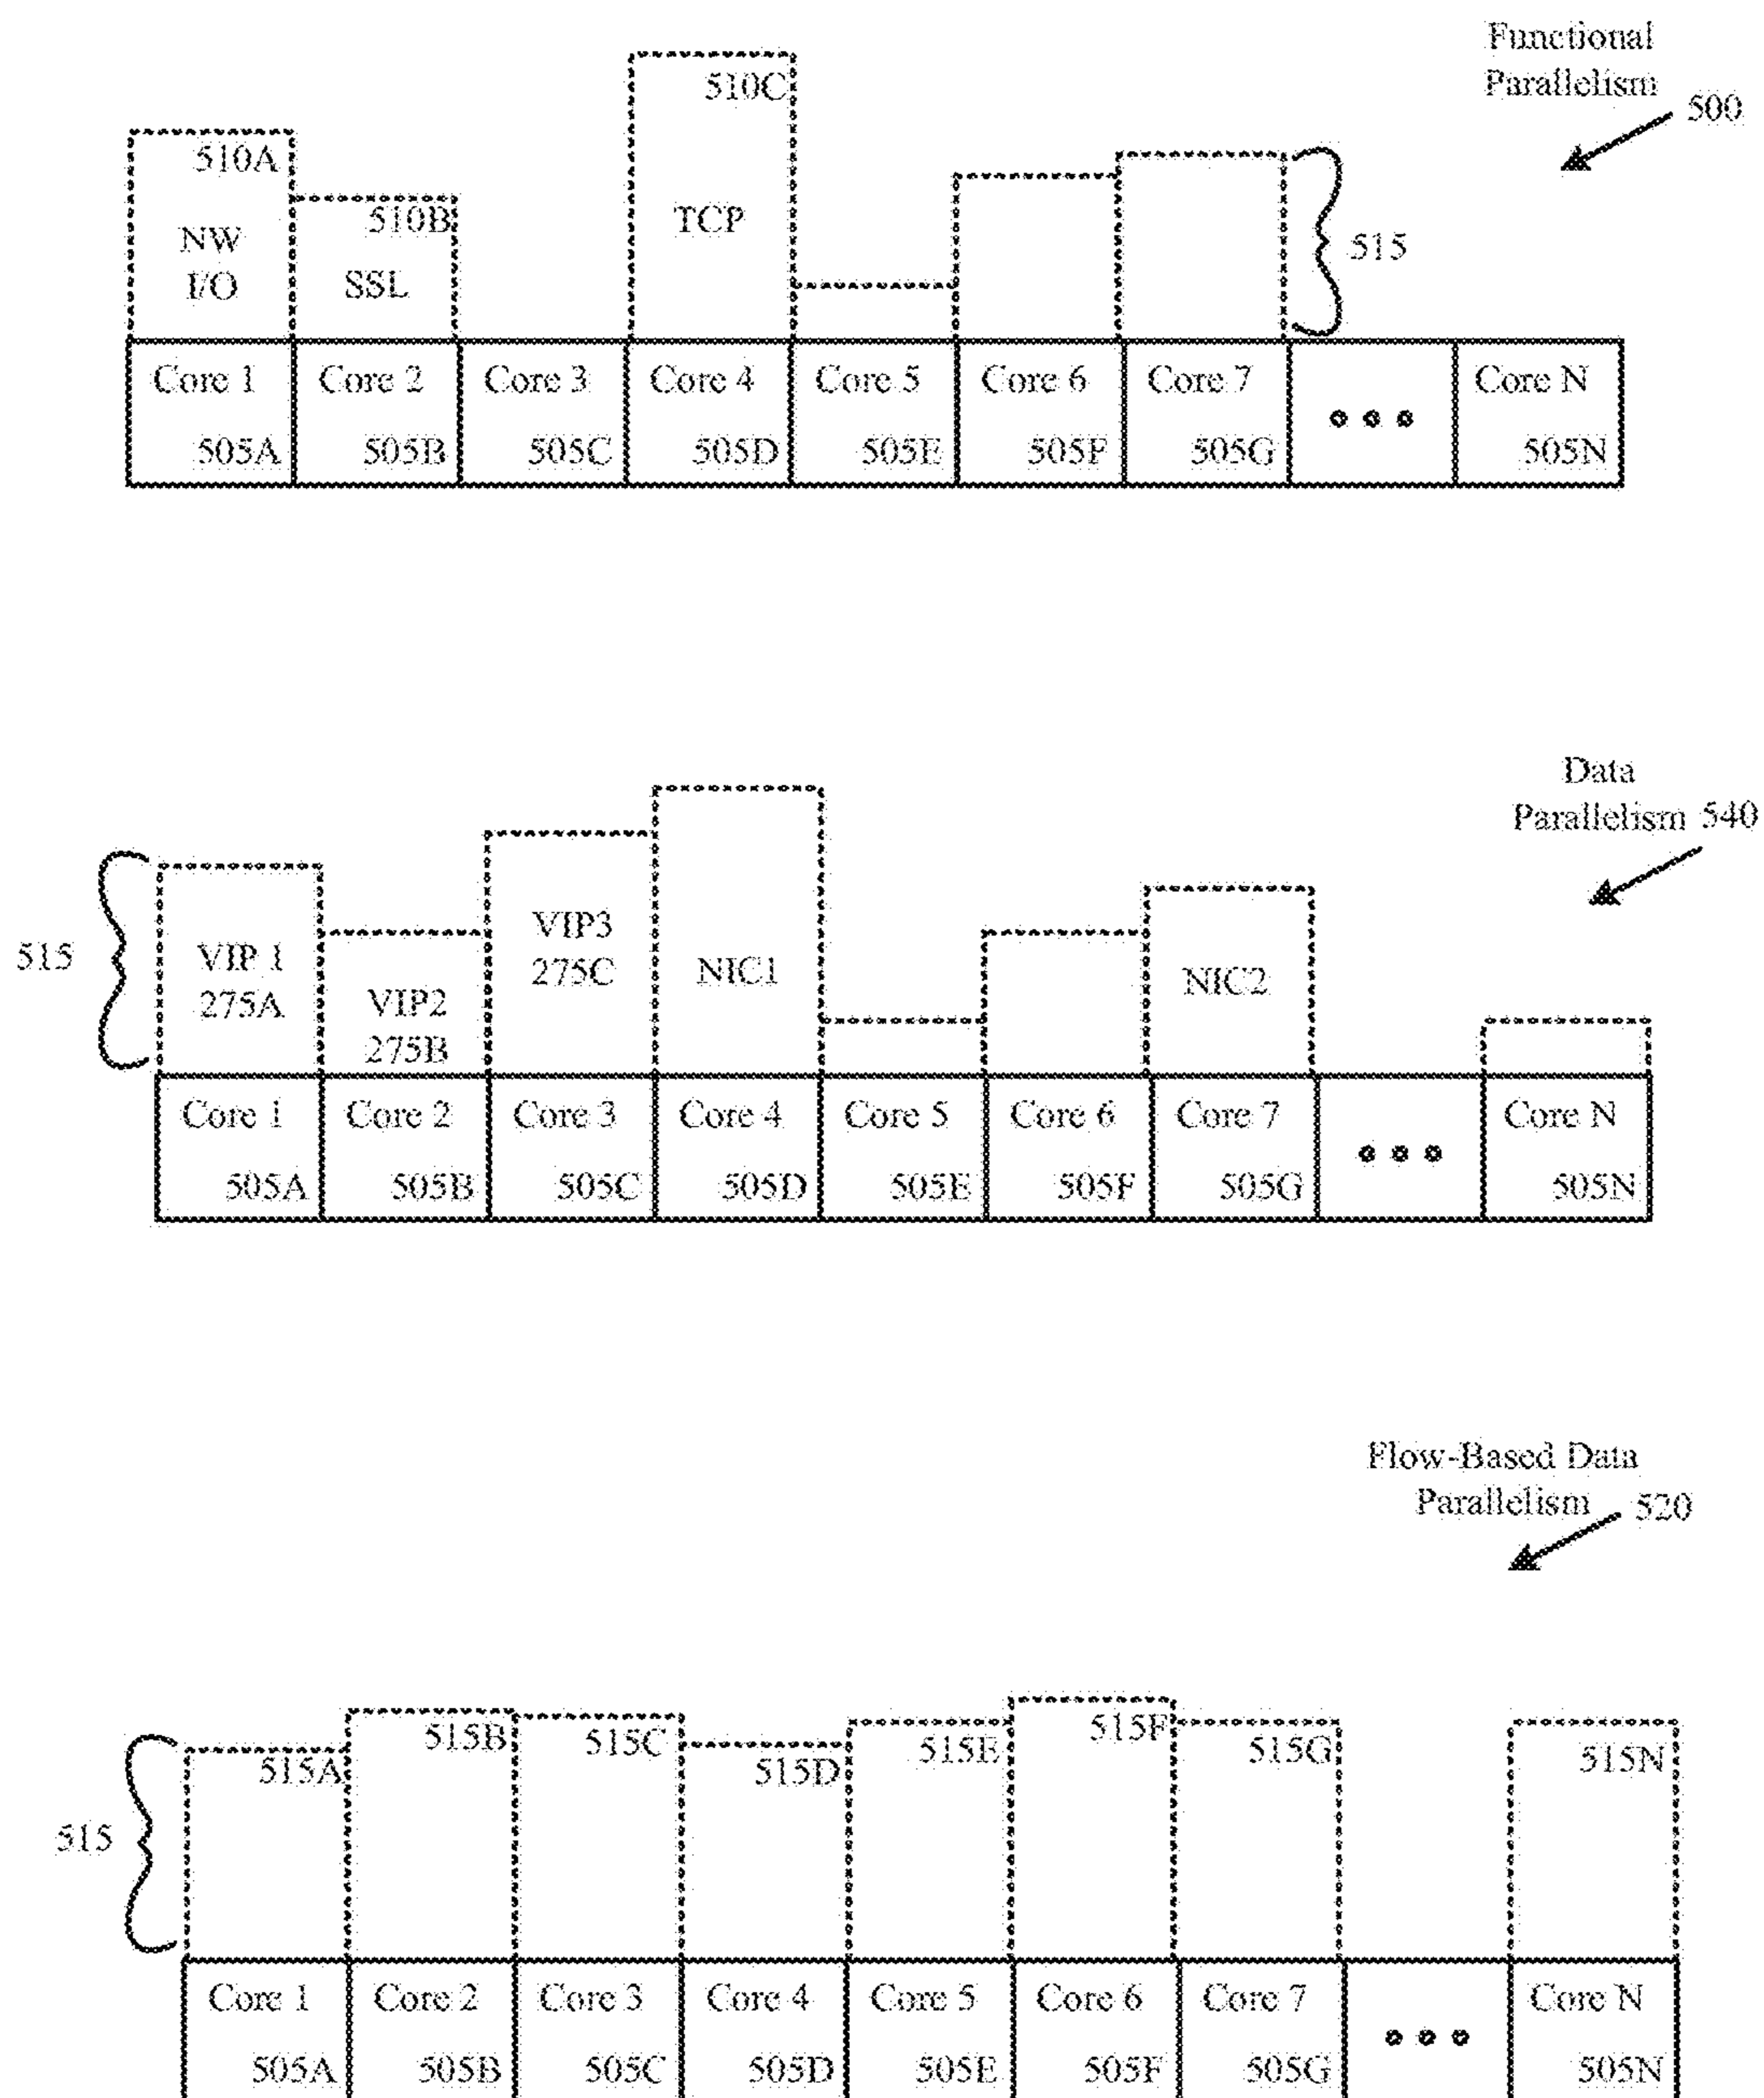 Functional
Parallelism
500
510C
510A
510B
TCP
NW
I/O
SSL
515
Core 1 Core 2 Core 3 Core 4 Core 5 Core 6 Core 7 Core N
505A 505B 505C 505D 505E 505F 505G 505N
Data
Parallelism 540
515
VIP 1
275A
VIP2
275B
VIP3
275C
NIC1
NIC2
Core 1 Core 2 Core 3 Core 4 Core 5 Core 6 Core 7 Core N
505A 505B 505C 505D 505E 505F 505G 505N
Flow-Based Data
Parallelism 520
515A 515B 515C 515D 515E 515F 515G 515N
515
Core 1 Core 2 Core 3 Core 4 Core 5 Core 6 Core 7 Core N
505A 505B 505C 505D 505E 505F 505G 505N